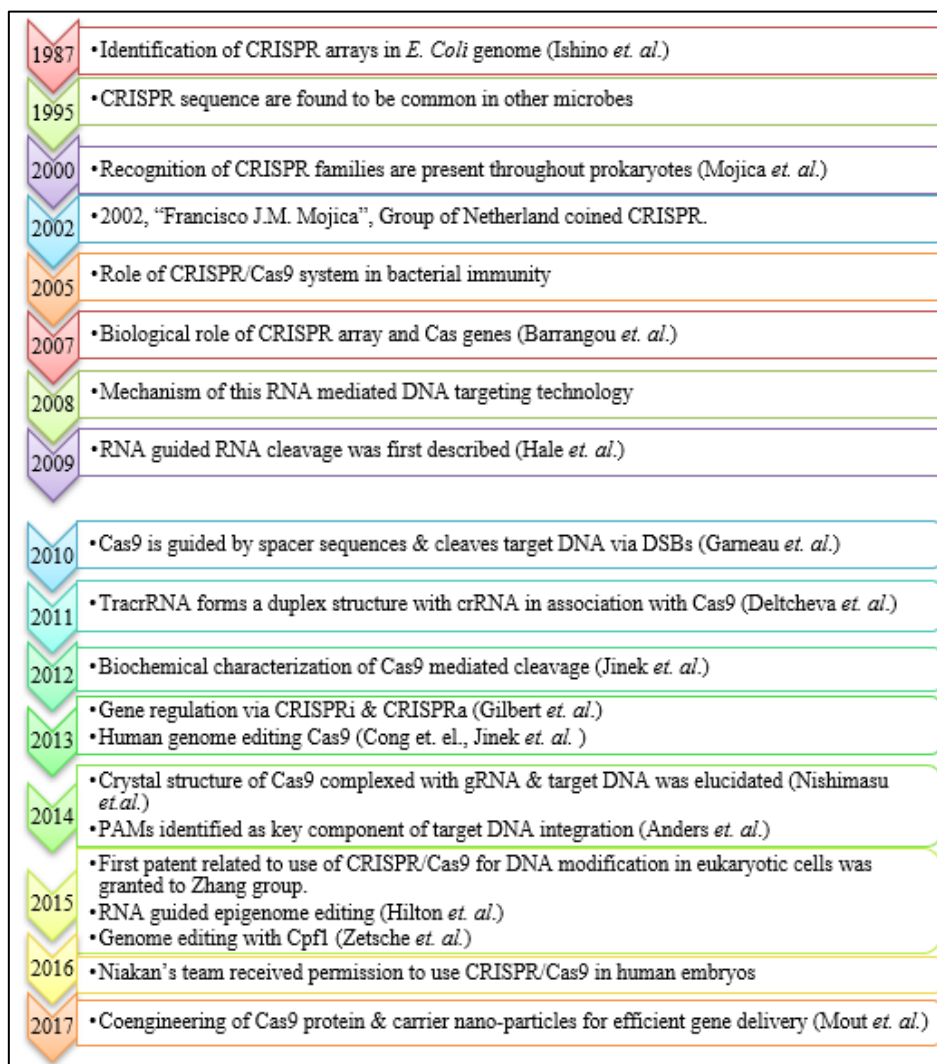 1987
•Identification of CRISPR arrays in E. Coli genome (Ishino et. al.)
1995
•CRISPR sequence are found to be common in other microbes
2000
•Recognition of CRISPR families are present throughout prokaryotes (Mojica et. al.)
2002
•2002, “Francisco J.M. Mojica”, Group of Netherland coined CRISPR.
2005
•Role of CRISPR/Cas9 system in bacterial immunity
2007
•Biological role of CRISPR array and Cas genes (Barrangou et. al.)
2008
•Mechanism of this RNA mediated DNA targeting technology
2009
•RNA guided RNA cleavage was first described (Hale et. al.)
2010
•Cas9 is guided by spacer sequences & cleaves target DNA via DSBs (Garneau et. al.)
2011
•TracrRNA forms a duplex structure with crRNA in association with Cas9 (Deltcheva et. al.)
2012
•Biochemical characterization of Cas9 mediated cleavage (Jinek et. al.)
2013
•Gene regulation via CRISPRi & CRISPRa (Gilbert et. al.)
•Human genome editing Cas9 (Cong et. el., Jinek et. al. )
2014
•Crystal structure of Cas9 complexed with gRNA & target DNA was elucidated (Nishimasu
et.al.)
•PAMs identified as key component of target DNA integration (Anders et. al.)
2015
•First patent related to use of CRISPR/Cas9 for DNA modification in eukaryotic cells was
granted to Zhang group.
•RNA guided epigenome editing (Hilton et. al.)
•Genome editing with Cpf1 (Zetsche et. al.)
2016
•Niakan’s team received permission to use CRISPR/Cas9 in human embryos
2017
•Coengineering of Cas9 protein & carrier nano-particles for efficient gene delivery (Mout et. al.)